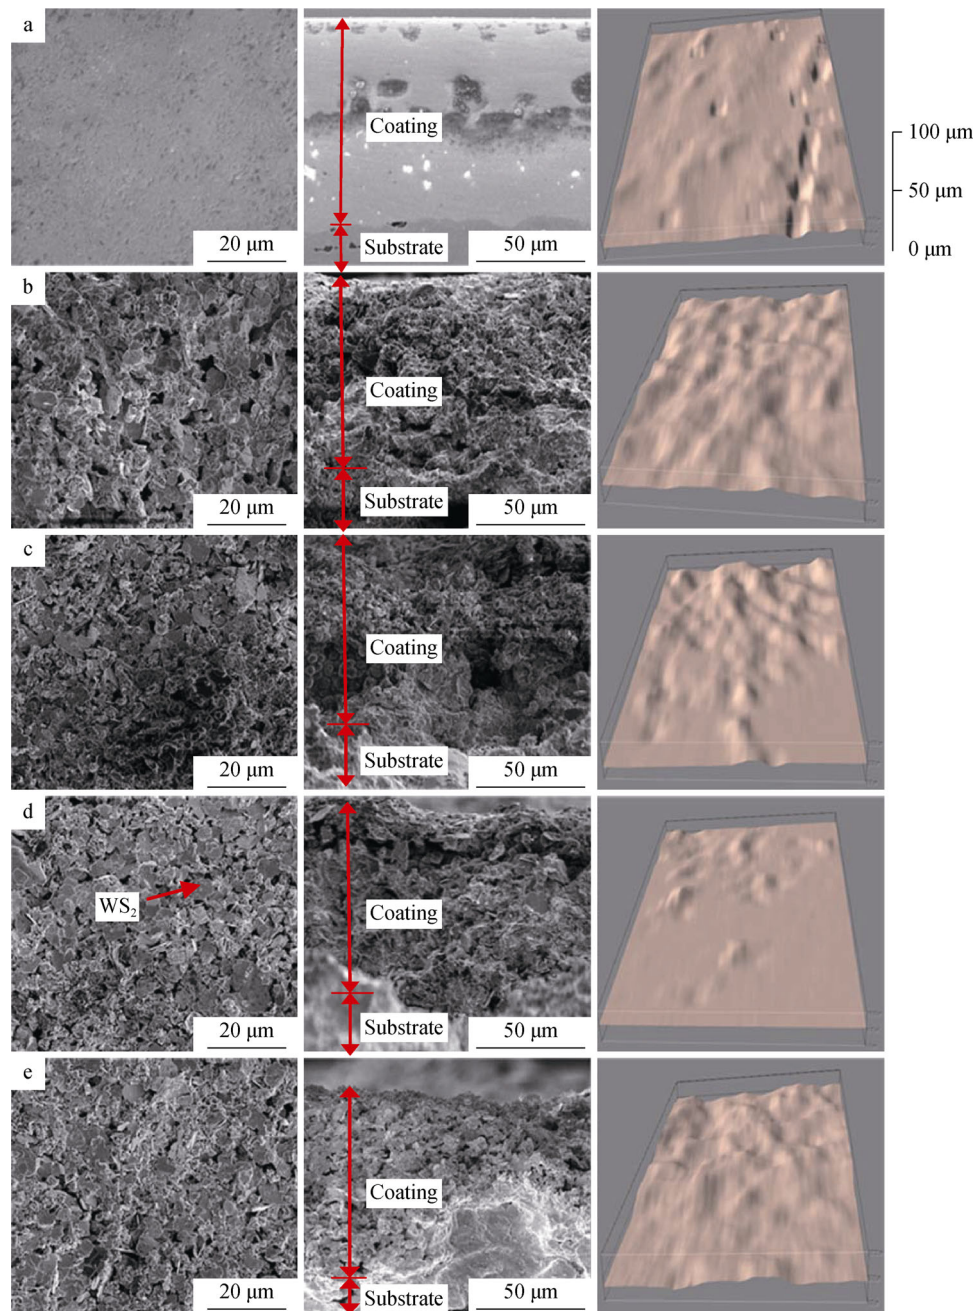 a
Coating
Substrate
20 μm
50 μm
100 μm
50 μm
0 μm
b
Coating
Substrate
20 μm
50 μm
c
Coating
Substrate
20 μm
50 μm
d
WS₂
Coating
Substrate
20 μm
50 μm
e
Coating
Substrate
20 μm
50 μm